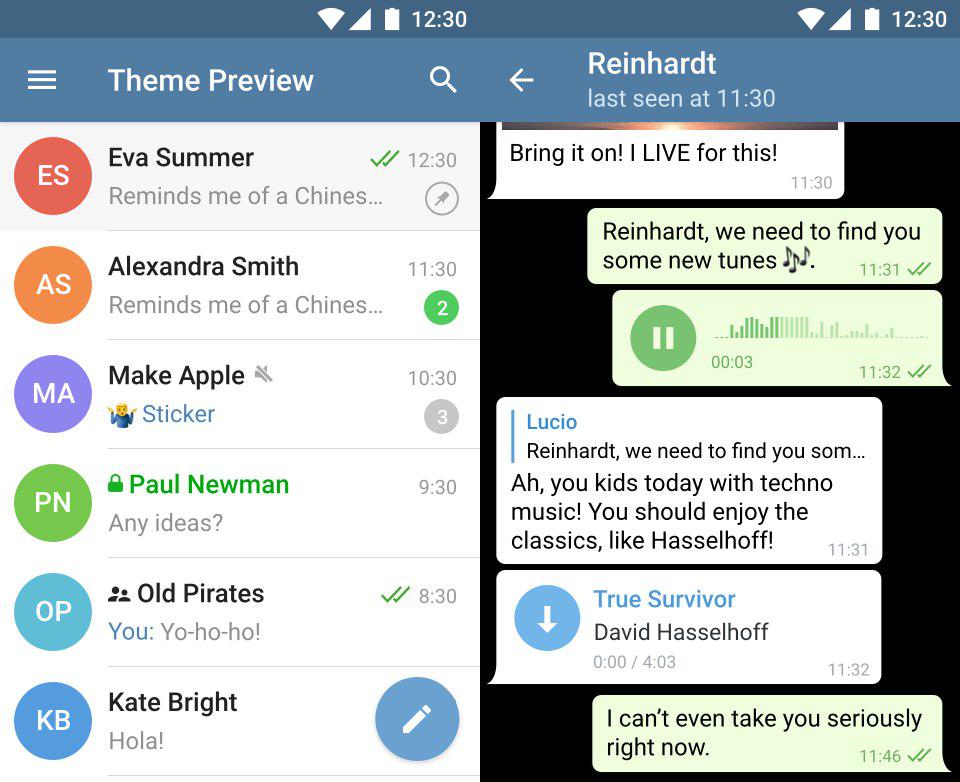 12:30
Theme Preview
ES
Eva Summer
12:30
Reminds me of a Chines...
AS
Alexandra Smith
11:30
Reminds me of a Chines...
2
MA
Make Apple
10:30
🤷‍♂️ Sticker
3
PN
Paul Newman
9:30
Any ideas?
OP
Old Pirates
8:30
You: Yo-ho-ho!
KB
Kate Bright
Hola!
12:30
Reinhardt
last seen at 11:30
Bring it on! I LIVE for this!
11:30
Reinhardt, we need to find you
some new tunes 🎶.
11:31
00:03
11:32
Lucio
Reinhardt, we need to find you som...
Ah, you kids today with techno
music! You should enjoy the
classics, like Hasselhoff!
11:31
True Survivor
David Hasselhoff
0:00 / 4:03
11:32
I can’t even take you seriously
right now.
11:46